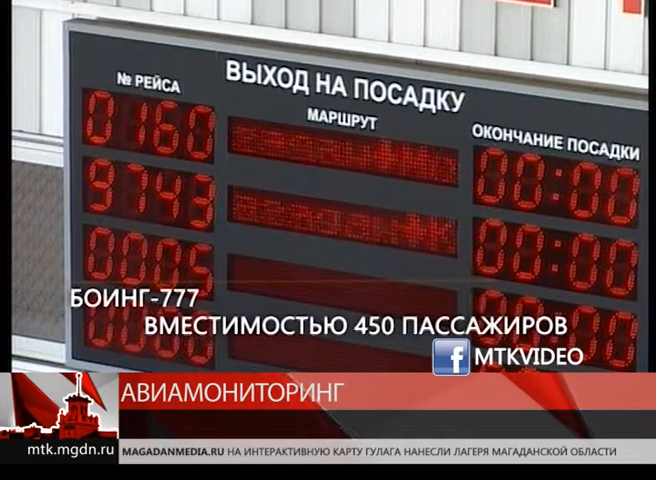 ВЫХОД НА ПОСАДКУ
№ РЕЙСА
МАРШРУТ
ОКОНЧАНИЕ ПОСАДКИ
0160
00:00
9743
00:00
0005
00:00
БОИНГ-777
ВМЕСТИМОСТЬЮ 450 ПАССАЖИРОВ
f MTKVIDEO
АВИАМОНИТОРИНГ
mtk.mgdn.ru
MAGADANMEDIA.RU НА ИНТЕРАКТИВНУЮ КАРТУ ГУЛАГА НАНЕСЛИ ЛАГЕРЯ МАГАДАНСКОЙ ОБЛАСТИ